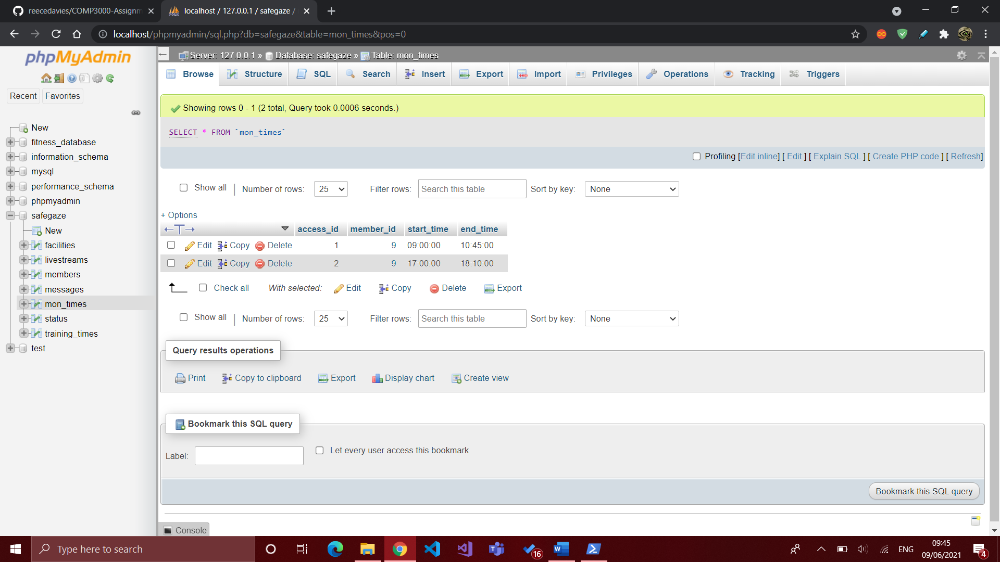 reecedavies/COMP3000-Assignm
localhost / 127.0.0.1 / safegaze /
localhost/phpmyadmin/sql.php?db=safegaze&table=mon_times&pos=0
phpMyAdmin
Recent
Favorites
New
fitness_database
information_schema
mysql
performance_schema
phpmyadmin
safegaze
New
facilities
livestreams
members
messages
mon_times
status
training_times
test
Server: 127.0.0.1 » Database: safegaze » Table: mon_times
Browse Structure SQL Search Insert Export Import Privileges Operations Tracking Triggers
Showing rows 0 - 1 (2 total, Query took 0.0006 seconds.)
SELECT * FROM `mon_times`
Profiling [Edit inline] [ Edit ] [ Explain SQL ] [ Create PHP code ] [ Refresh]
Show all | Number of rows: 25 Filter rows: Search this table Sort by key: None
+ Options
access_id member_id start_time end_time
Edit Copy Delete 1 9 09:00:00 10:45:00
Edit Copy Delete 2 9 17:00:00 18:10:00
Check all With selected: Edit Copy Delete Export
Show all | Number of rows: 25 Filter rows: Search this table Sort by key: None
Query results operations
Print Copy to clipboard Export Display chart Create view
Bookmark this SQL query
Label: Let every user access this bookmark
Bookmark this SQL query
Console
Type here to search
16
ENG
09:45
09/06/2021
4